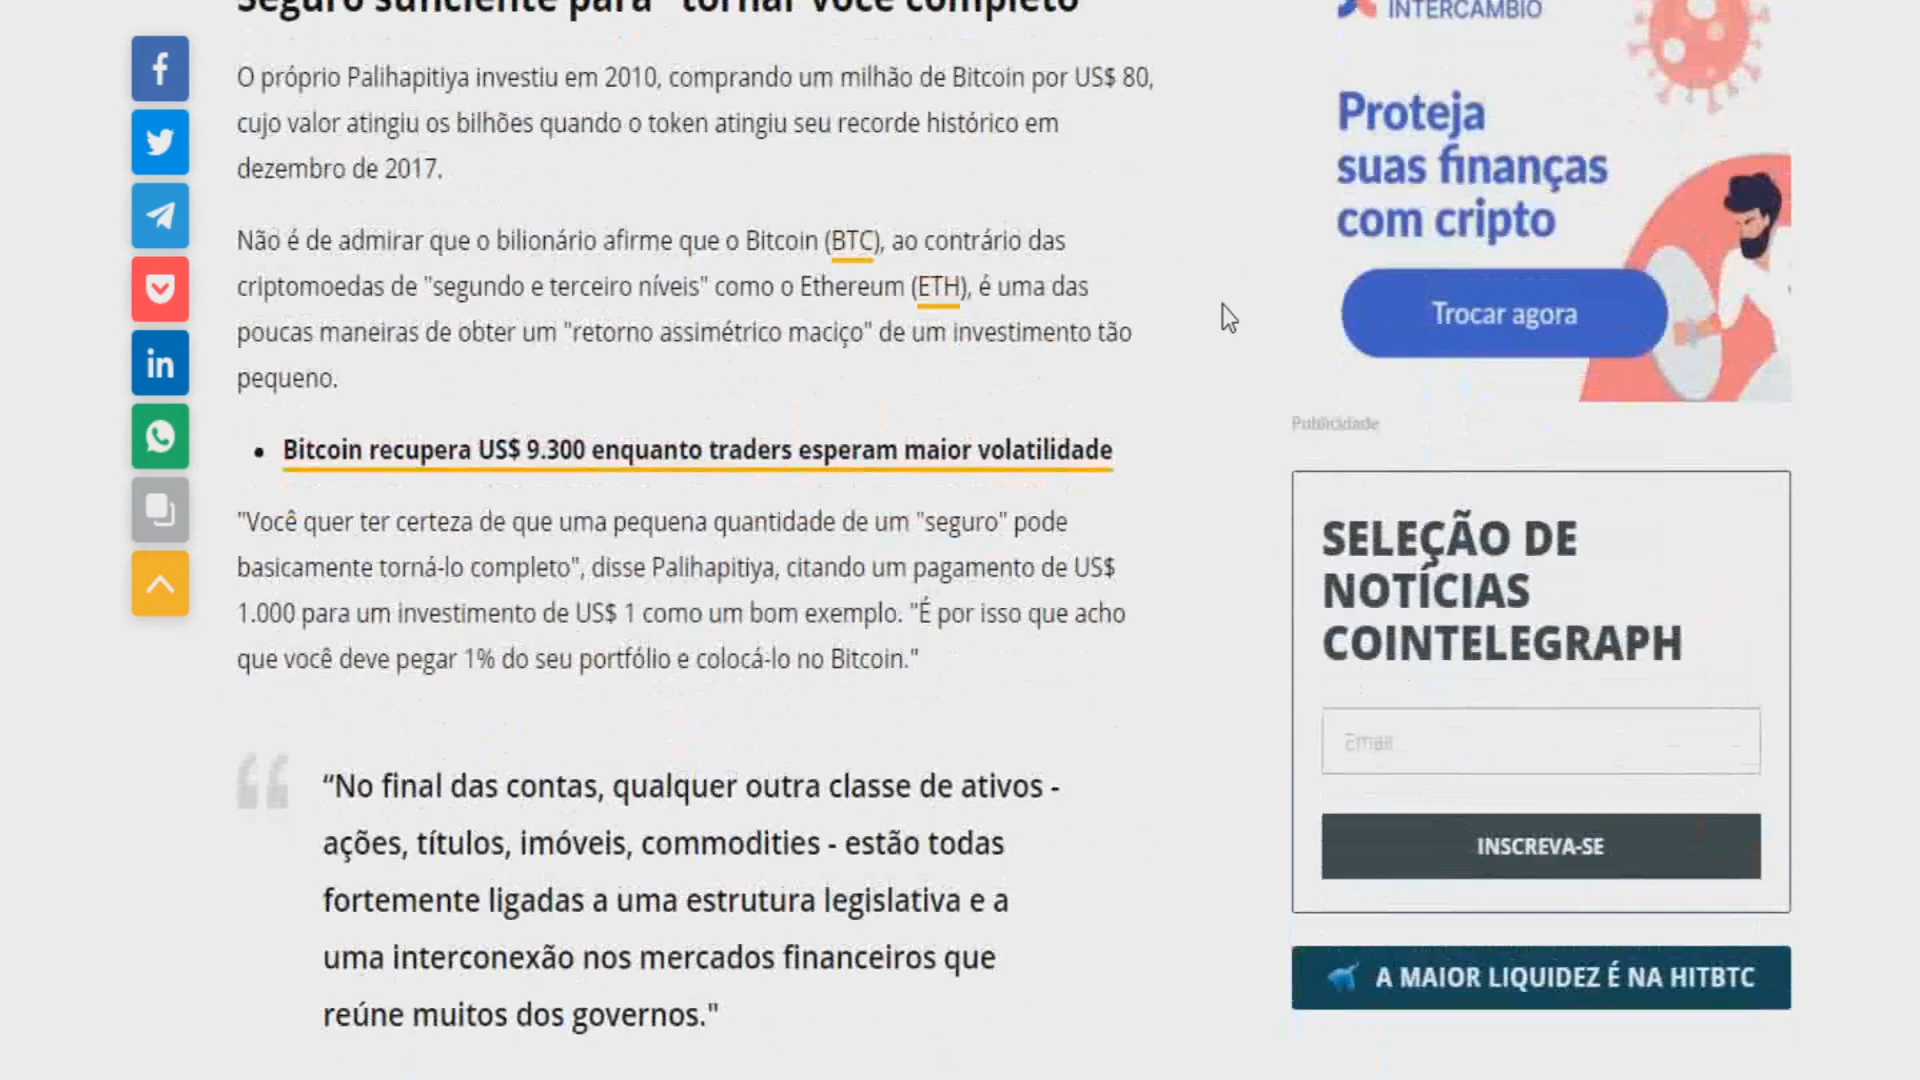 Seguro suficiente para "tornar você completo"
O próprio Palihapitiya investiu em 2010, comprando um milhão de Bitcoin por US$ 80,
cujo valor atingiu os bilhões quando o token atingiu seu recorde histórico em
dezembro de 2017.
Não é de admirar que o bilionário afirme que o Bitcoin (BTC), ao contrário das
criptomoedas de "segundo e terceiro níveis" como o Ethereum (ETH), é uma das
poucas maneiras de obter um "retorno assimétrico maciço" de um investimento tão
pequeno.
Bitcoin recupera US$ 9.300 enquanto traders esperam maior volatilidade
"Você quer ter certeza de que uma pequena quantidade de um "seguro" pode
basicamente torná-lo completo", disse Palihapitiya, citando um pagamento de US$
1.000 para um investimento de US$ 1 como um bom exemplo. "É por isso que acho
que você deve pegar 1% do seu portfólio e colocá-lo no Bitcoin."
“No final das contas, qualquer outra classe de ativos -
ações, títulos, imóveis, commodities - estão todas
fortemente ligadas a uma estrutura legislativa e a
uma interconexão nos mercados financeiros que
reúne muitos dos governos."
INTERCÂMBIO
Proteja
suas finanças
com cripto
Trocar agora
Publicidade
SELEÇÃO DE
NOTÍCIAS
COINTELEGRAPH
Email
INSCREVA-SE
A MAIOR LIQUIDEZ É NA HITBTC